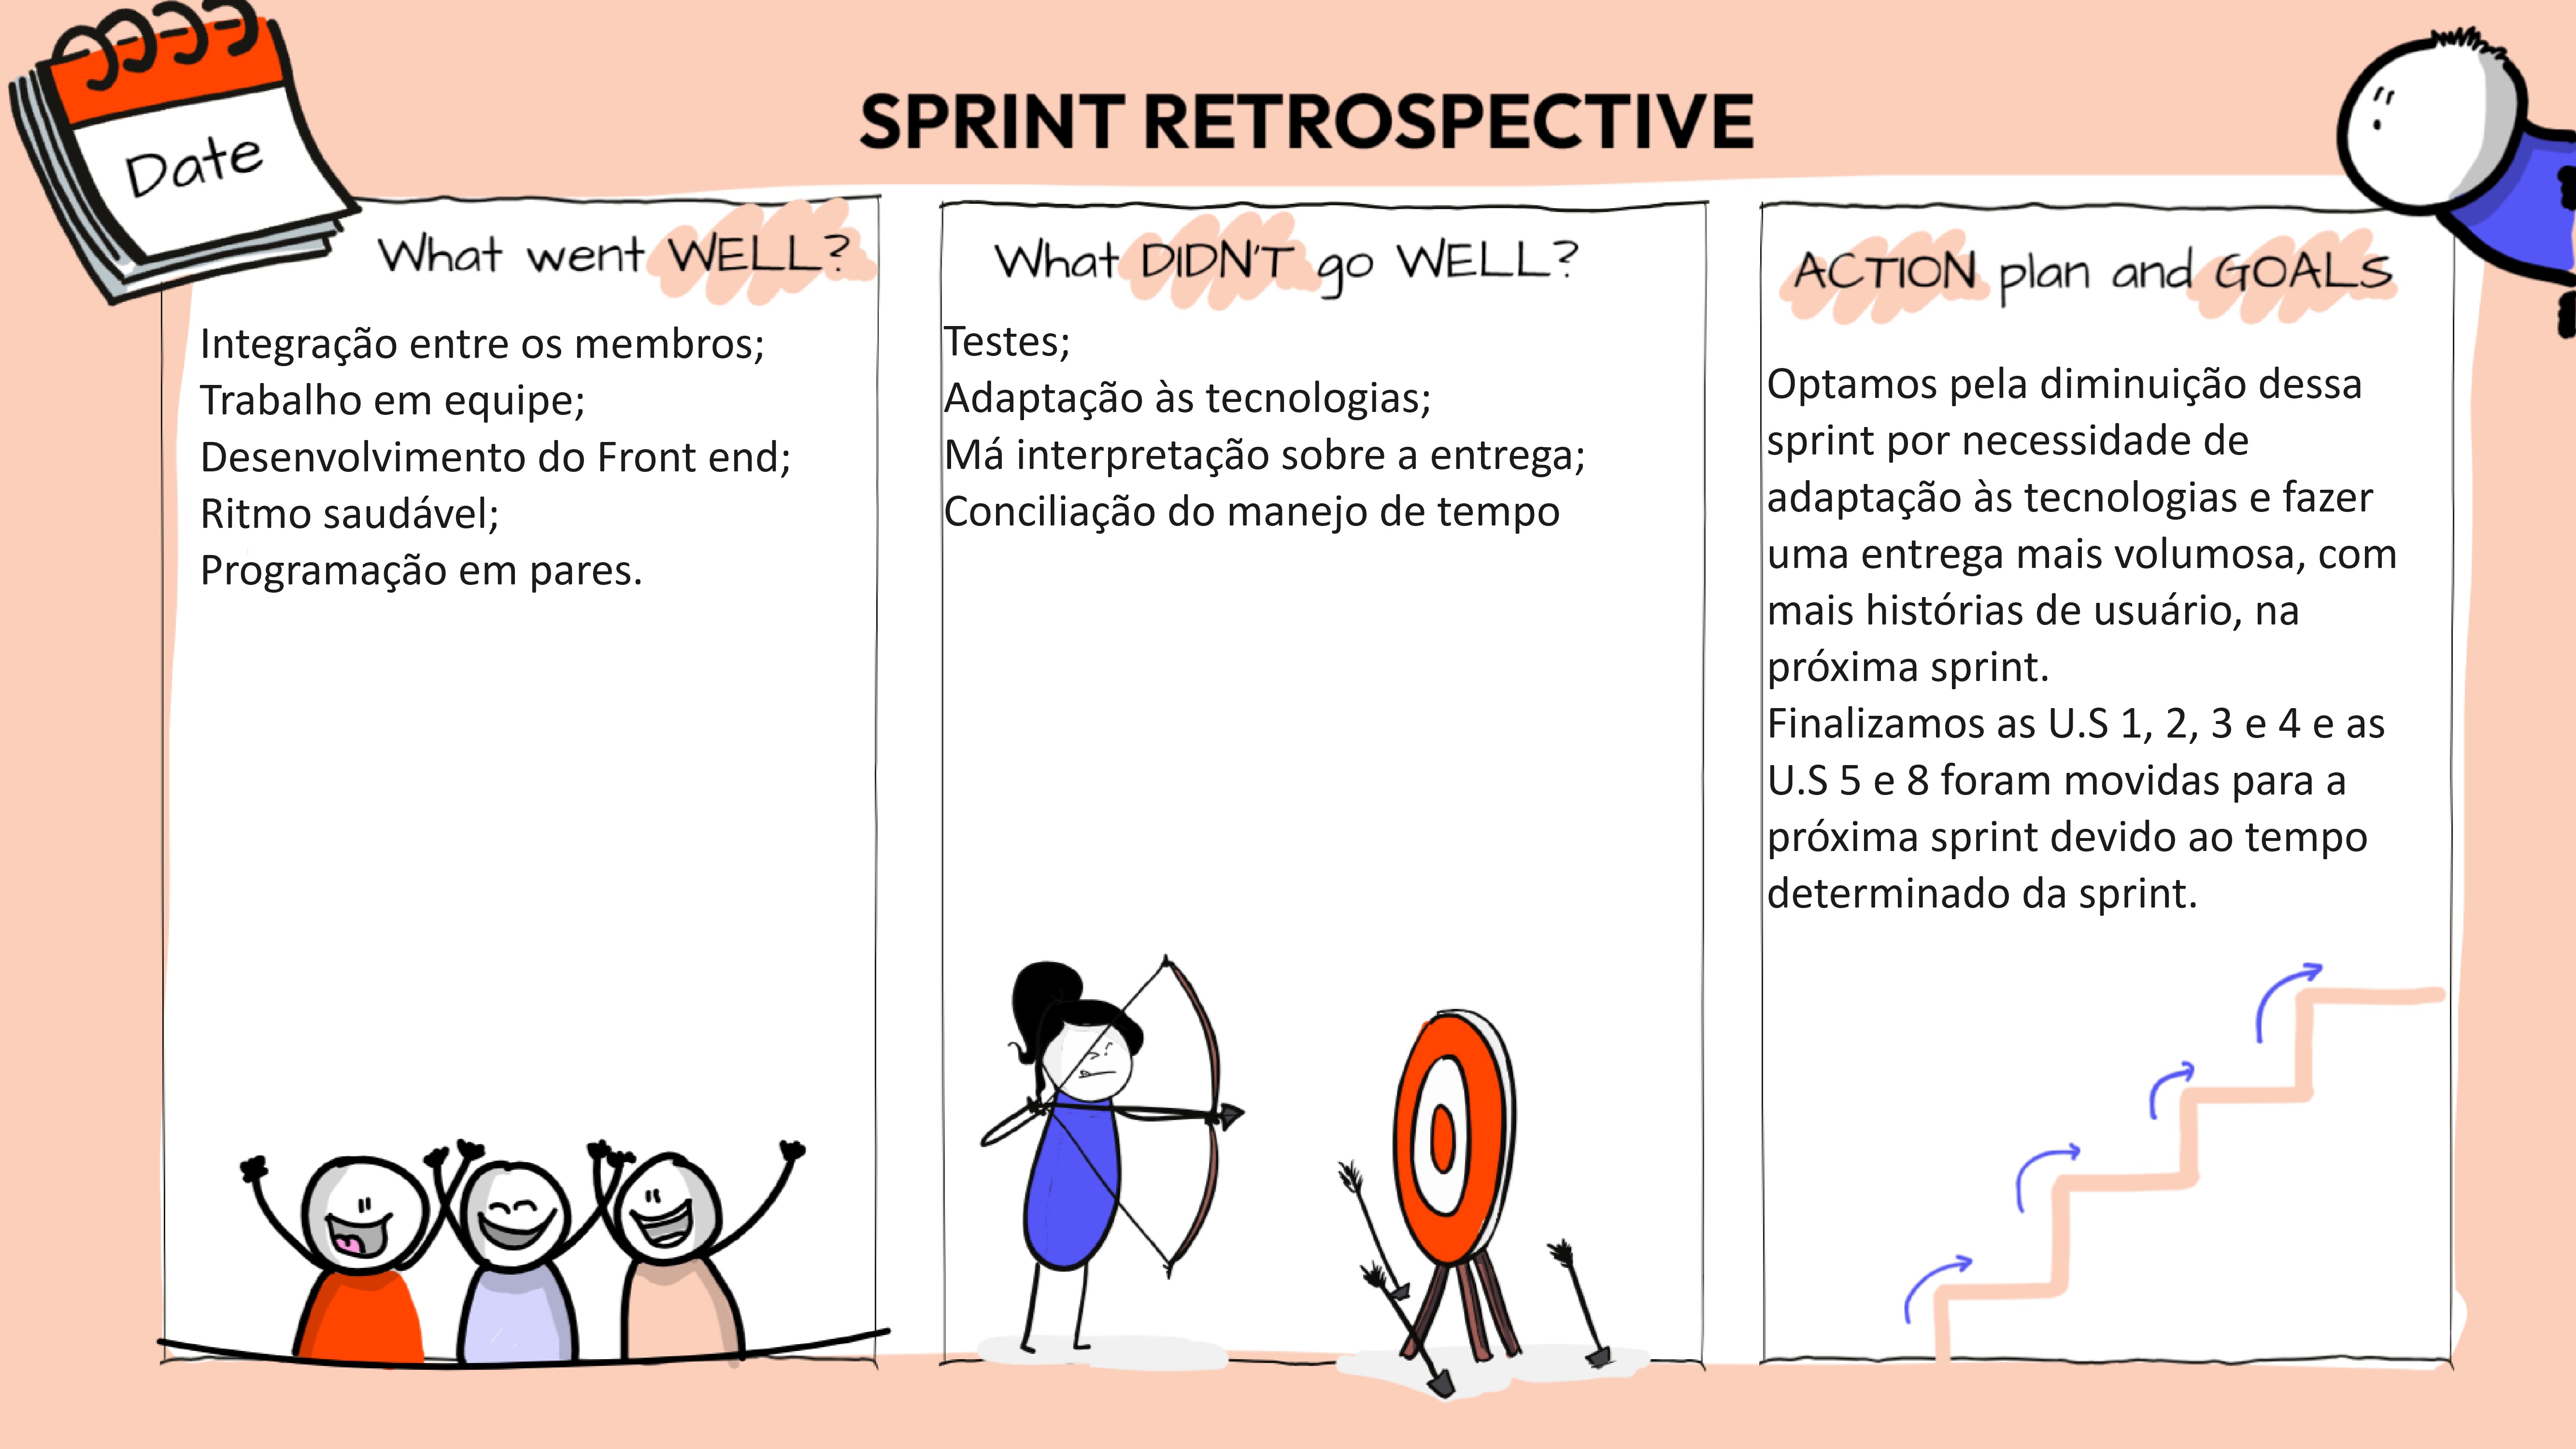 Date
SPRINT RETROSPECTIVE
What went WELL?
Integração entre os membros;
Trabalho em equipe;
Desenvolvimento do Front end;
Ritmo saudável;
Programação em pares.
What DIDN'T go WELL?
Testes;
Adaptação às tecnologias;
Má interpretação sobre a entrega;
Conciliação do manejo de tempo
ACTION plan and GOALS
Optamos pela diminuição dessa
sprint por necessidade de
adaptação às tecnologias e fazer
uma entrega mais volumosa, com
mais histórias de usuário, na
próxima sprint.
Finalizamos as U.S 1, 2, 3 e 4 e as
U.S 5 e 8 foram movidas para a
próxima sprint devido ao tempo
determinado da sprint.